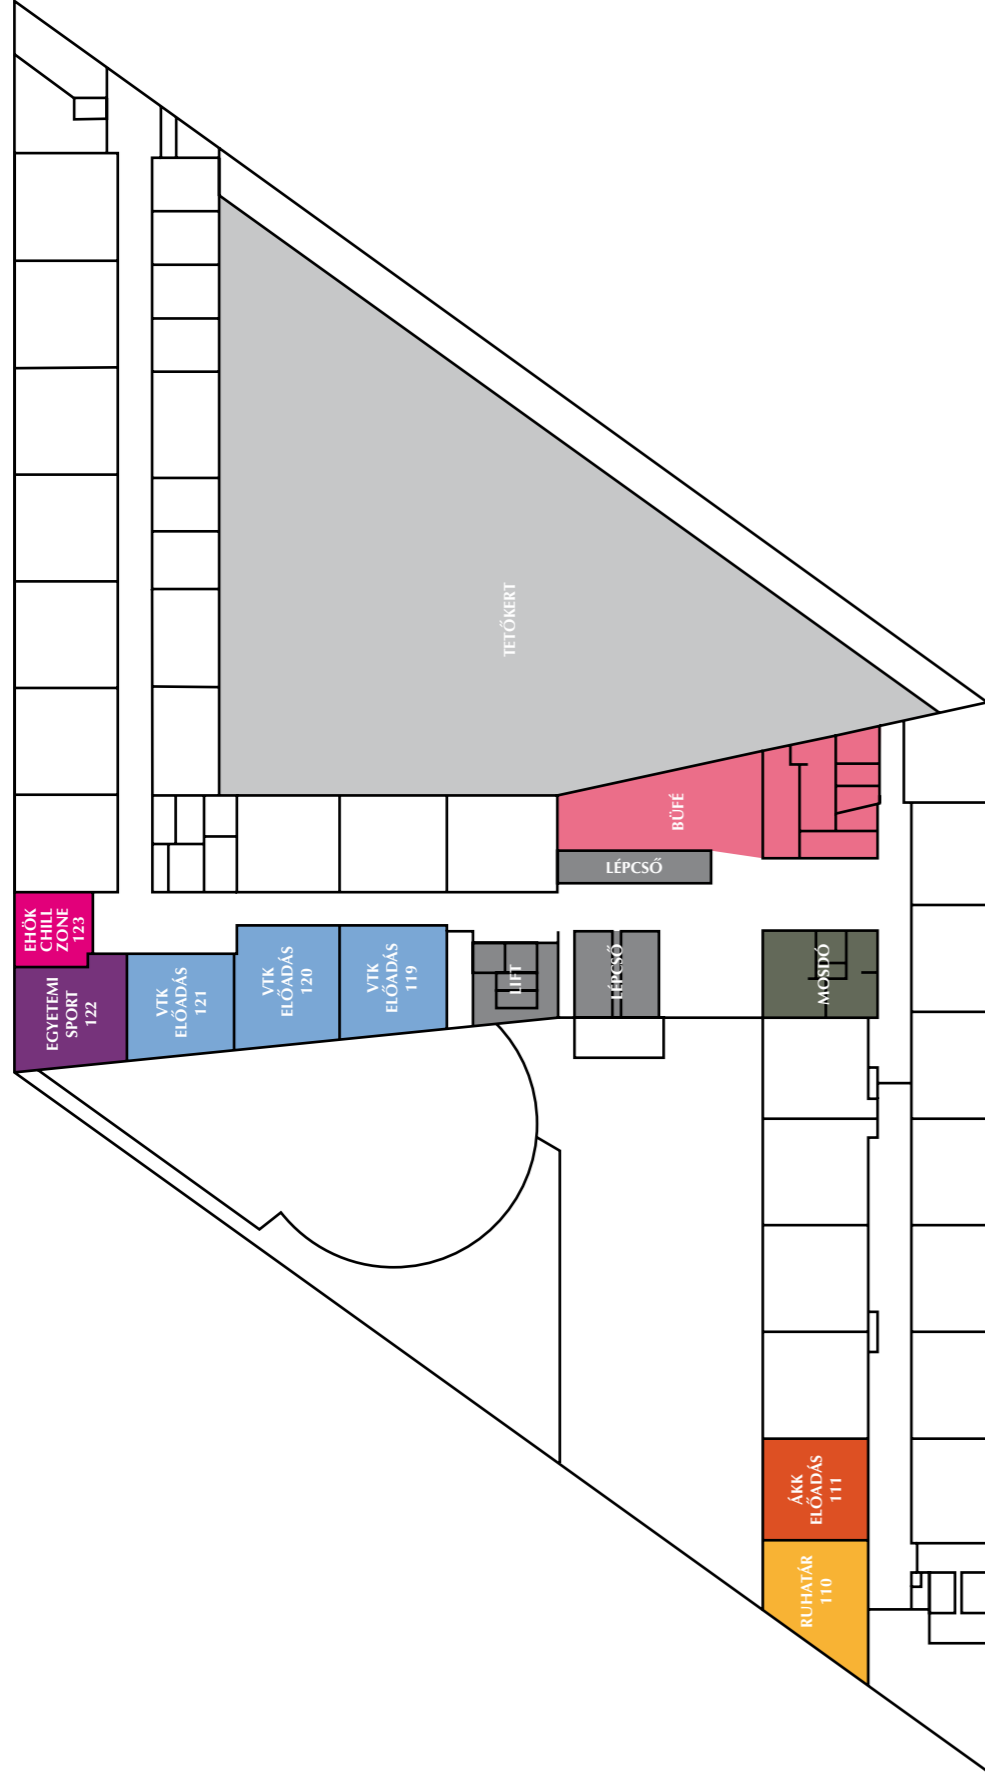 TETŐKERT
BÜFÉ
LÉPCSŐ
EHÖK
CHILL
ZONE
123
EGYETEMI
SPORT
122
VTK
ELŐADÁS
121
VTK
ELŐADÁS
120
VTK
ELŐADÁS
119
LIFT
LÉPCSŐ
MOSDÓ
ÁKK
ELŐADÁS
111
RUHATÁR
110